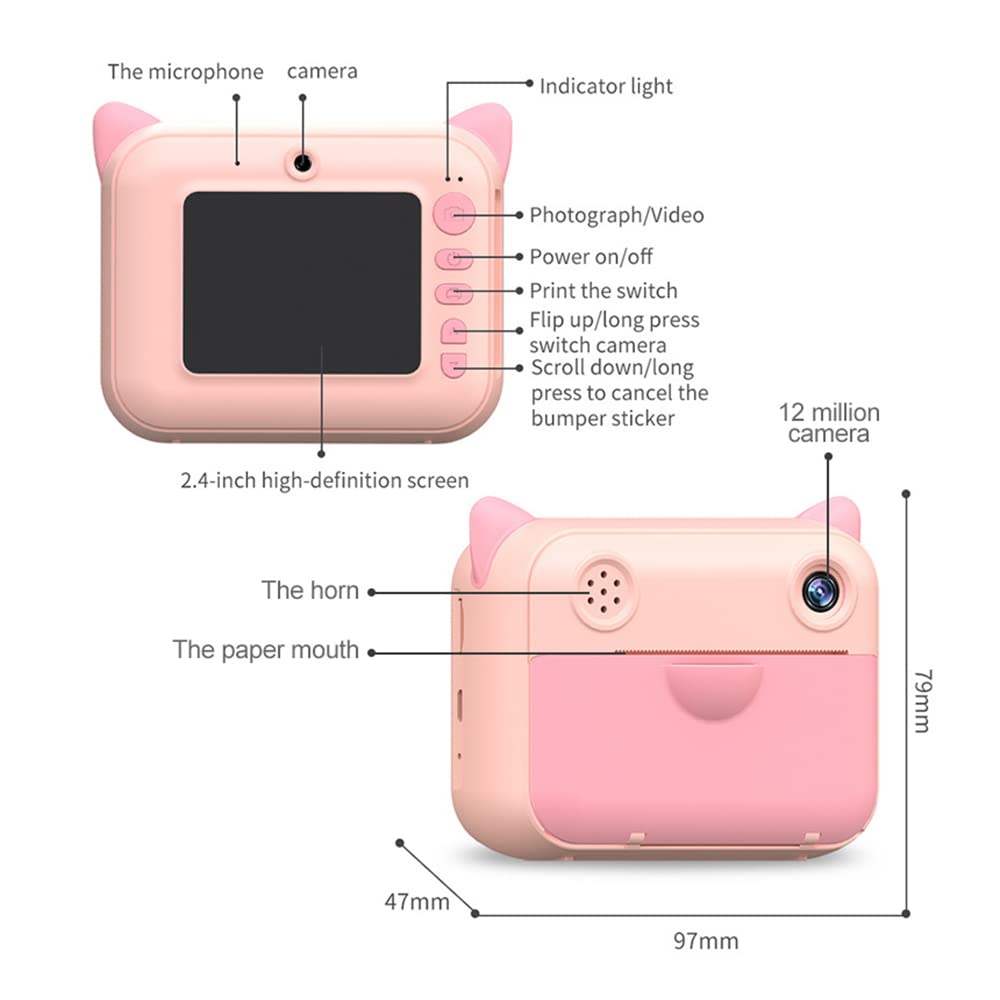 The microphone
camera
Indicator light
Photograph/Video
Power on/off
Print the switch
Flip up/long press
switch camera
Scroll down/long
press to cancel the
bumper sticker
2.4-inch high-definition screen
12 million
camera
The horn
The paper mouth
79mm
47mm
97mm